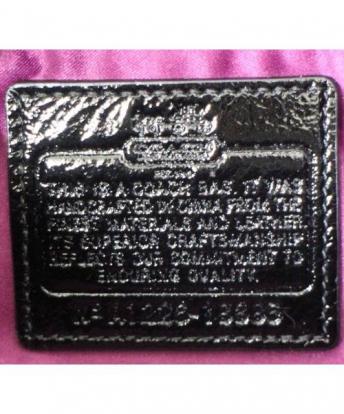 THIS IS A COACH BAG. IT WAS
HANDCRAFTED IN CHINA FROM THE
FINEST MATERIALS AND LEATHER.
ITS SUPERIOR CRAFTSMANSHIP
REFLECTS OUR COMMITMENT TO
ENDURING QUALITY.